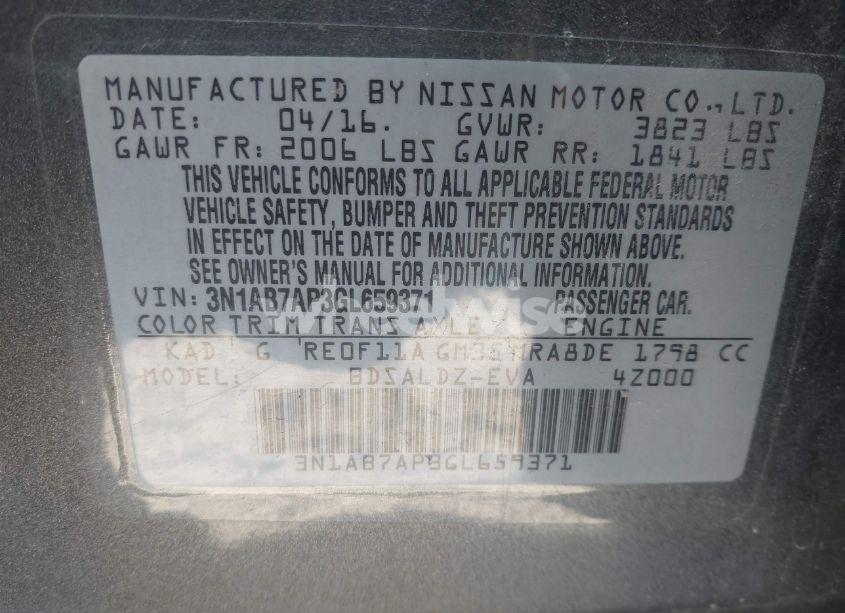 MANUFACTURED BY NISSAN MOTOR CO., LTD.
DATE: 04/16. GVWR: 3823 LBS
GAWR FR: 2006 LBS GAWR RR: 1841 LBS
THIS VEHICLE CONFORMS TO ALL APPLICABLE FEDERAL MOTOR
VEHICLE SAFETY, BUMPER AND THEFT PREVENTION STANDARDS
IN EFFECT ON THE DATE OF MANUFACTURE SHOWN ABOVE.
SEE OWNER'S MANUAL FOR ADDITIONAL INFORMATION.
VIN: 3N1AB7AP3GL659371 PASSENGER CAR.
COLOR TRIM TRANS AXLE ENGINE
KAD G RE0F11A MRA8DE 1798 CC
MODEL: BDSALDZ-EVA 4Z000
3N1AB7AP3GL659371